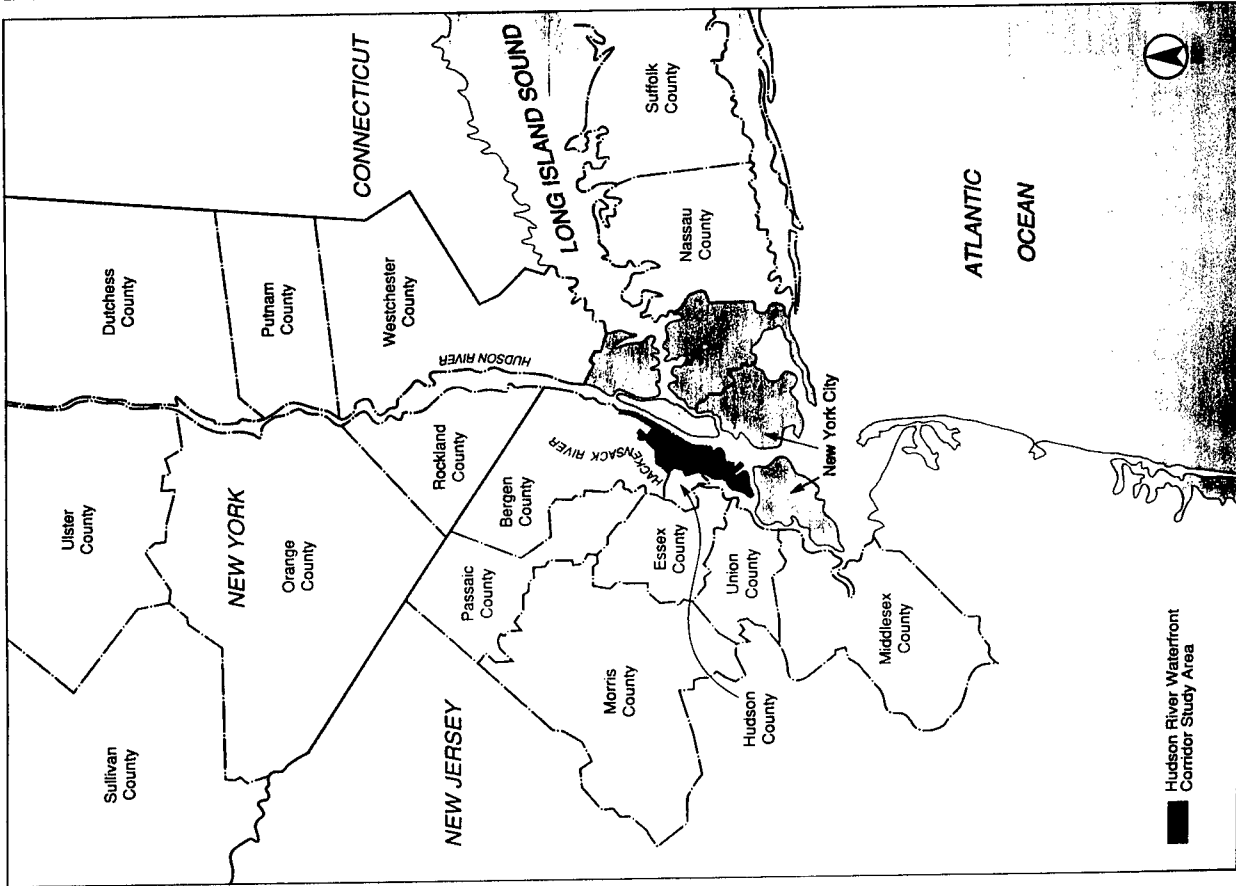 Sullivan
County
Ulster
County
Dutchess
County
NEW YORK
Putnam
County
CONNECTICUT
Orange
County
Westchester
County
Rockland
County
HUDSON RIVER
LONG ISLAND SOUND
NEW JERSEY
Passaic
County
Bergen
County
HACKENSACK RIVER
Suffolk
County
Nassau
County
Morris
County
Essex
County
Union
County
Hudson
County
New York City
Middlesex
County
ATLANTIC
OCEAN
Hudson River Waterfront
Corridor Study Area